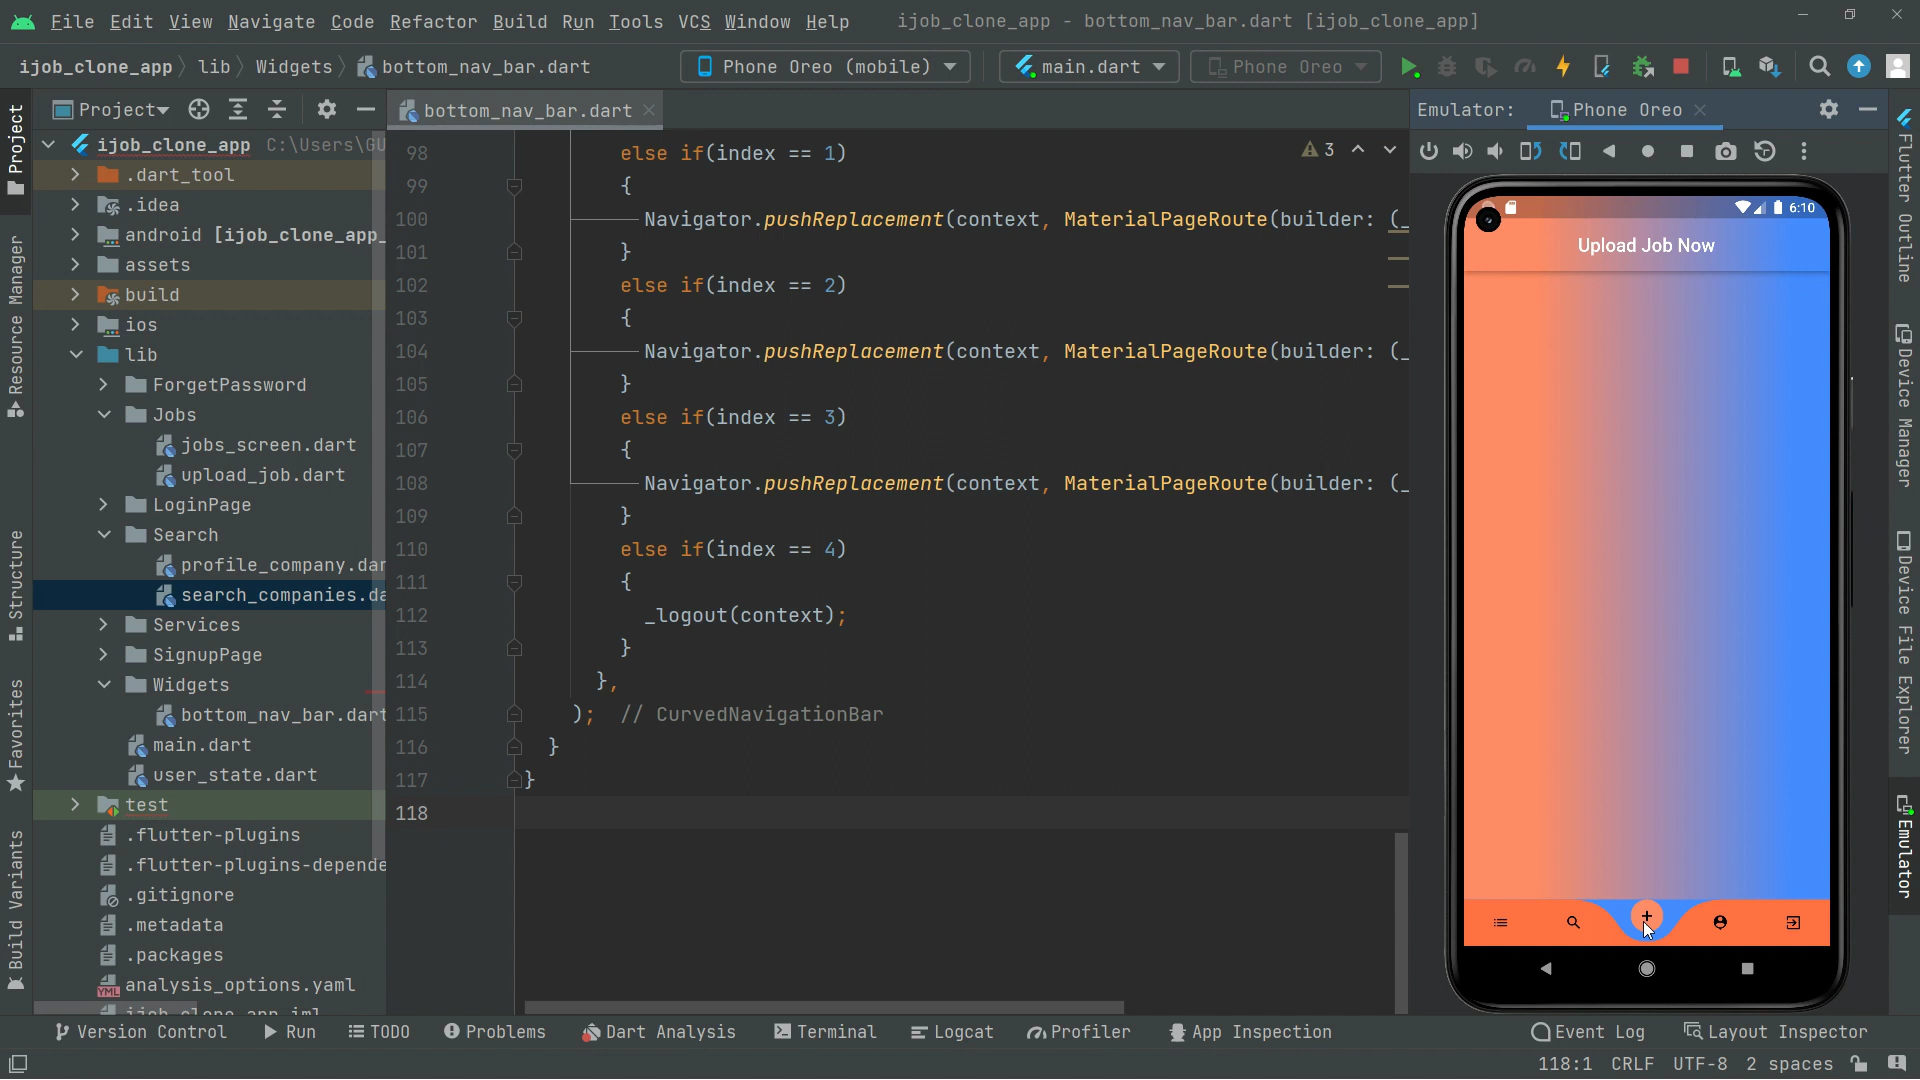 File Edit View Navigate Code Refactor Build Run Tools VCS Window Help ijob_clone_app - bottom_nav_bar.dart [ijob_clone_app]
ijob_clone_app lib Widgets bottom_nav_bar.dart Phone Oreo (mobile) main.dart Phone Oreo
Project bottom_nav_bar.dart Emulator: Phone Oreo
ijob_clone_app C:\Users\GU
.dart_tool
.idea
android [ijob_clone_app_
assets
build
ios
lib
ForgetPassword
Jobs
jobs_screen.dart
upload_job.dart
LoginPage
Search
profile_company.dar
search_companies.da
Services
SignupPage
Widgets
bottom_nav_bar.dart
main.dart
user_state.dart
test
.flutter-plugins
.flutter-plugins-depende
.gitignore
.metadata
.packages
analysis_options.yaml
ijob_clone_app.iml
3
98 else if(index == 1)
99 {
100 Navigator.pushReplacement(context, MaterialPageRoute(builder: (_
101 }
102 else if(index == 2)
103 {
104 Navigator.pushReplacement(context, MaterialPageRoute(builder: (_
105 }
106 else if(index == 3)
107 {
108 Navigator.pushReplacement(context, MaterialPageRoute(builder: (_
109 }
110 else if(index == 4)
111 {
112 _logout(context);
113 }
114 },
115 ); // CurvedNavigationBar
116 }
117 }
118
6:10
Upload Job Now
Project
Resource Manager
Structure
Favorites
Build Variants
Flutter Outline
Device Manager
Device File Explorer
Emulator
Version Control Run TODO Problems Dart Analysis Terminal Logcat Profiler App Inspection Event Log Layout Inspector
118:1 CRLF UTF-8 2 spaces